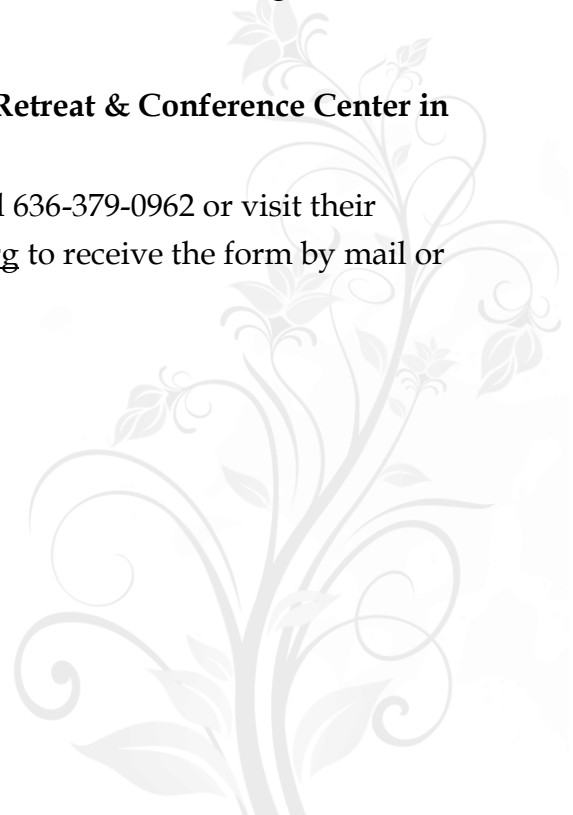 Retreat & Conference Center in
636-379-0962 or visit their
to receive the form by mail or